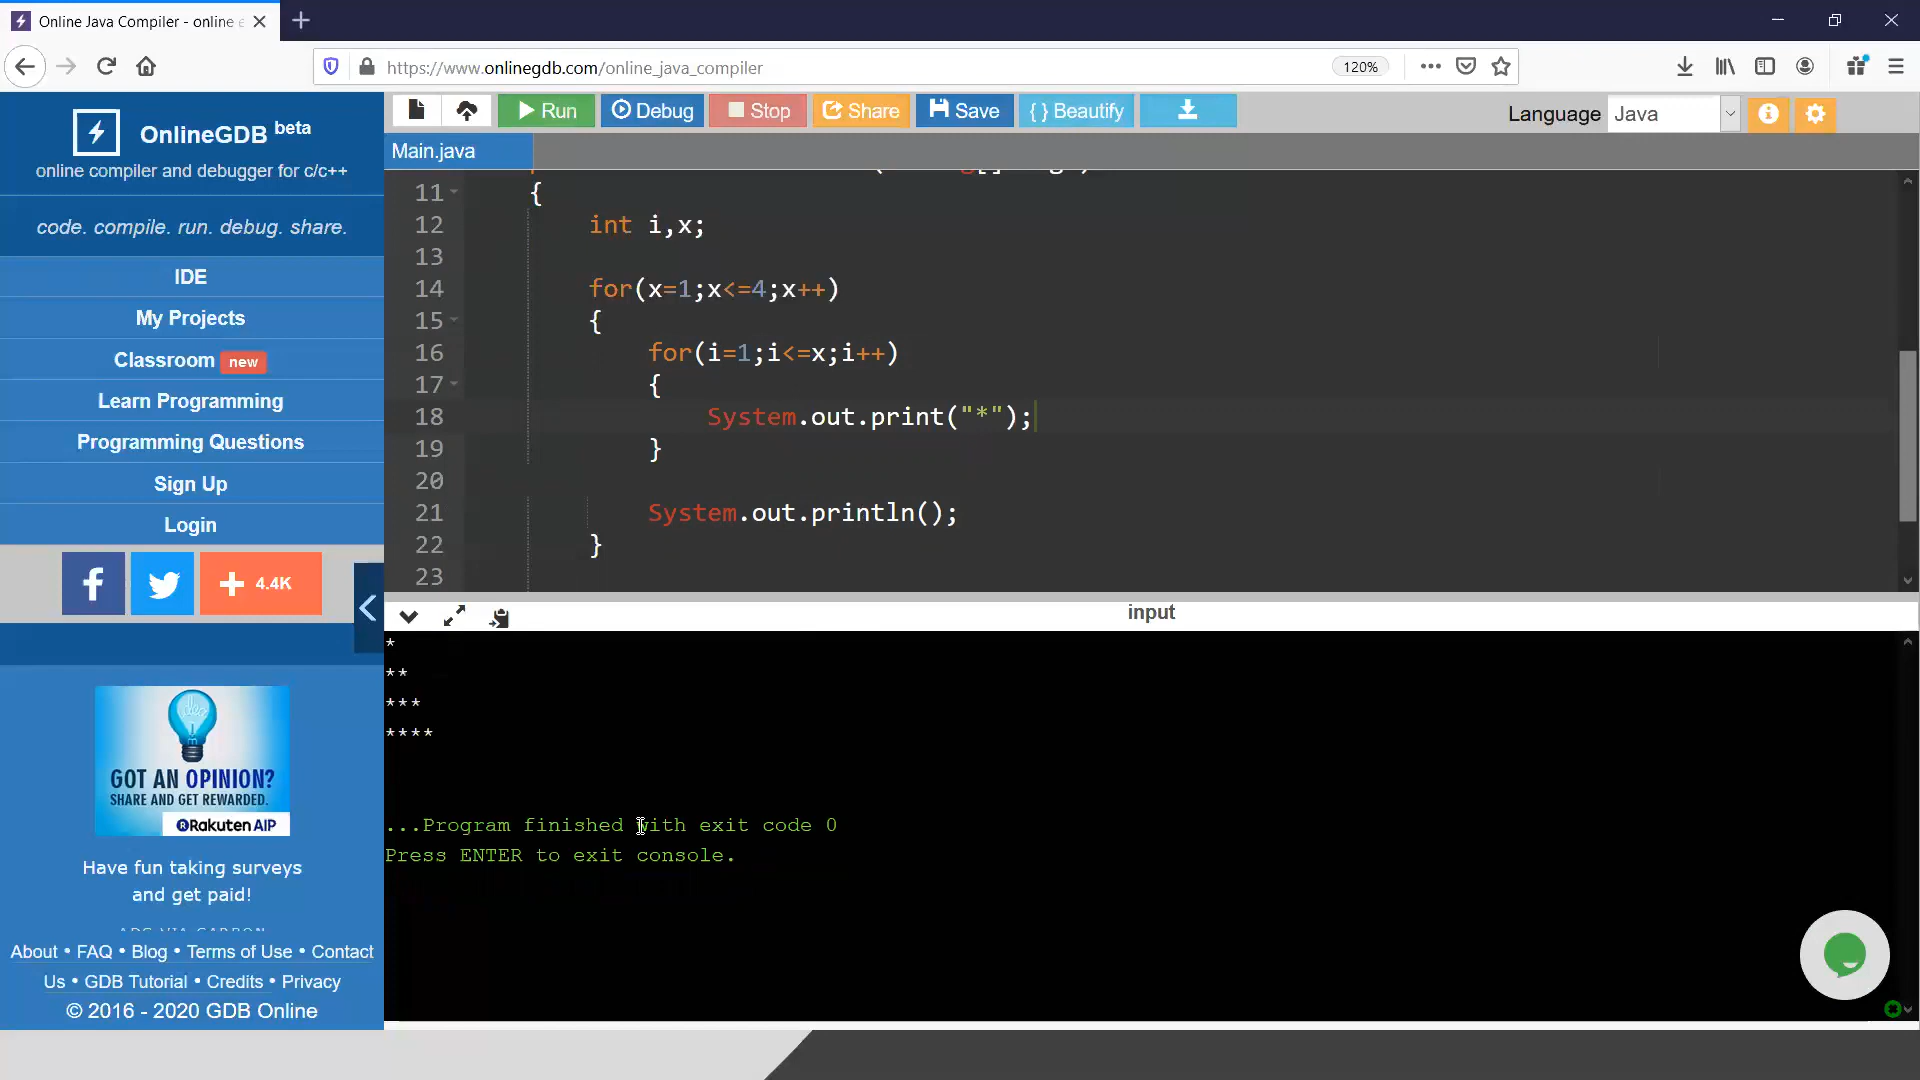 Online Java Compiler - online e
https://www.onlinegdb.com/online_java_compiler
120%
OnlineGDB beta
online compiler and debugger for c/c++
code. compile. run. debug. share.
IDE
My Projects
Classroom new
Learn Programming
Programming Questions
Sign Up
Login
4.4K
GOT AN OPINION?
SHARE AND GET REWARDED.
Rakuten AIP
Have fun taking surveys
and get paid!
About • FAQ • Blog • Terms of Use • Contact
Us • GDB Tutorial • Credits • Privacy
© 2016 - 2020 GDB Online
Run
Debug
Stop
Share
Save
{ } Beautify
Language Java
Main.java
11 {
12 int i,x;
13
14 for(x=1;x<=4;x++)
15 {
16 for(i=1;i<=x;i++)
17 {
18 System.out.print("*");
19 }
20
21 System.out.println();
22 }
23
input
*
**
***
****
...Program finished with exit code 0
Press ENTER to exit console.